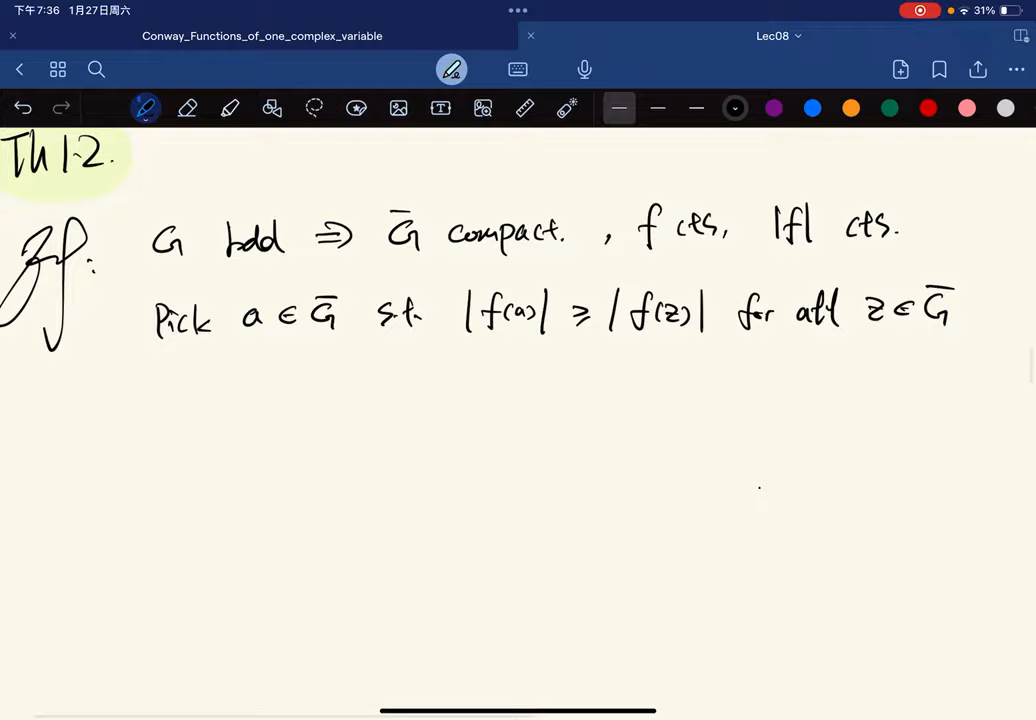 下午7:36 1月27日周六
31%
Conway_Functions_of_one_complex_variable
Lec08
Th 1.2.
pf:
G bdd ⇒ G̅ compact. , f cts, |f| cts.
Pick a ∈ G̅ s.t. |f(a)| ≥ |f(z)| for all z ∈ G̅